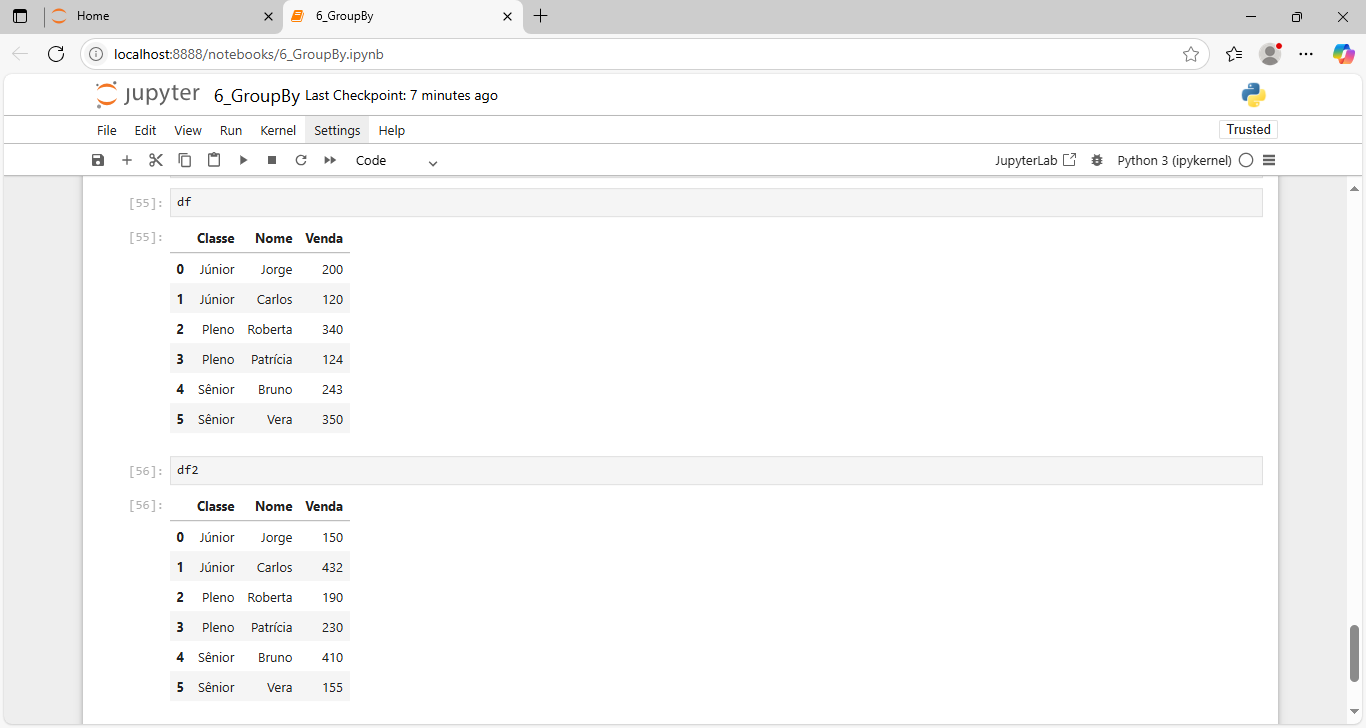 Home
6_GroupBy
localhost:8888/notebooks/6_GroupBy.ipynb
jupyter 6_GroupBy Last Checkpoint: 7 minutes ago
File Edit View Run Kernel Settings Help
Trusted
Code
JupyterLab
Python 3 (ipykernel)
[55]: df
[55]: Classe Nome Venda
0 Júnior Jorge 200
1 Júnior Carlos 120
2 Pleno Roberta 340
3 Pleno Patrícia 124
4 Sênior Bruno 243
5 Sênior Vera 350
[56]: df2
[56]: Classe Nome Venda
0 Júnior Jorge 150
1 Júnior Carlos 432
2 Pleno Roberta 190
3 Pleno Patrícia 230
4 Sênior Bruno 410
5 Sênior Vera 155